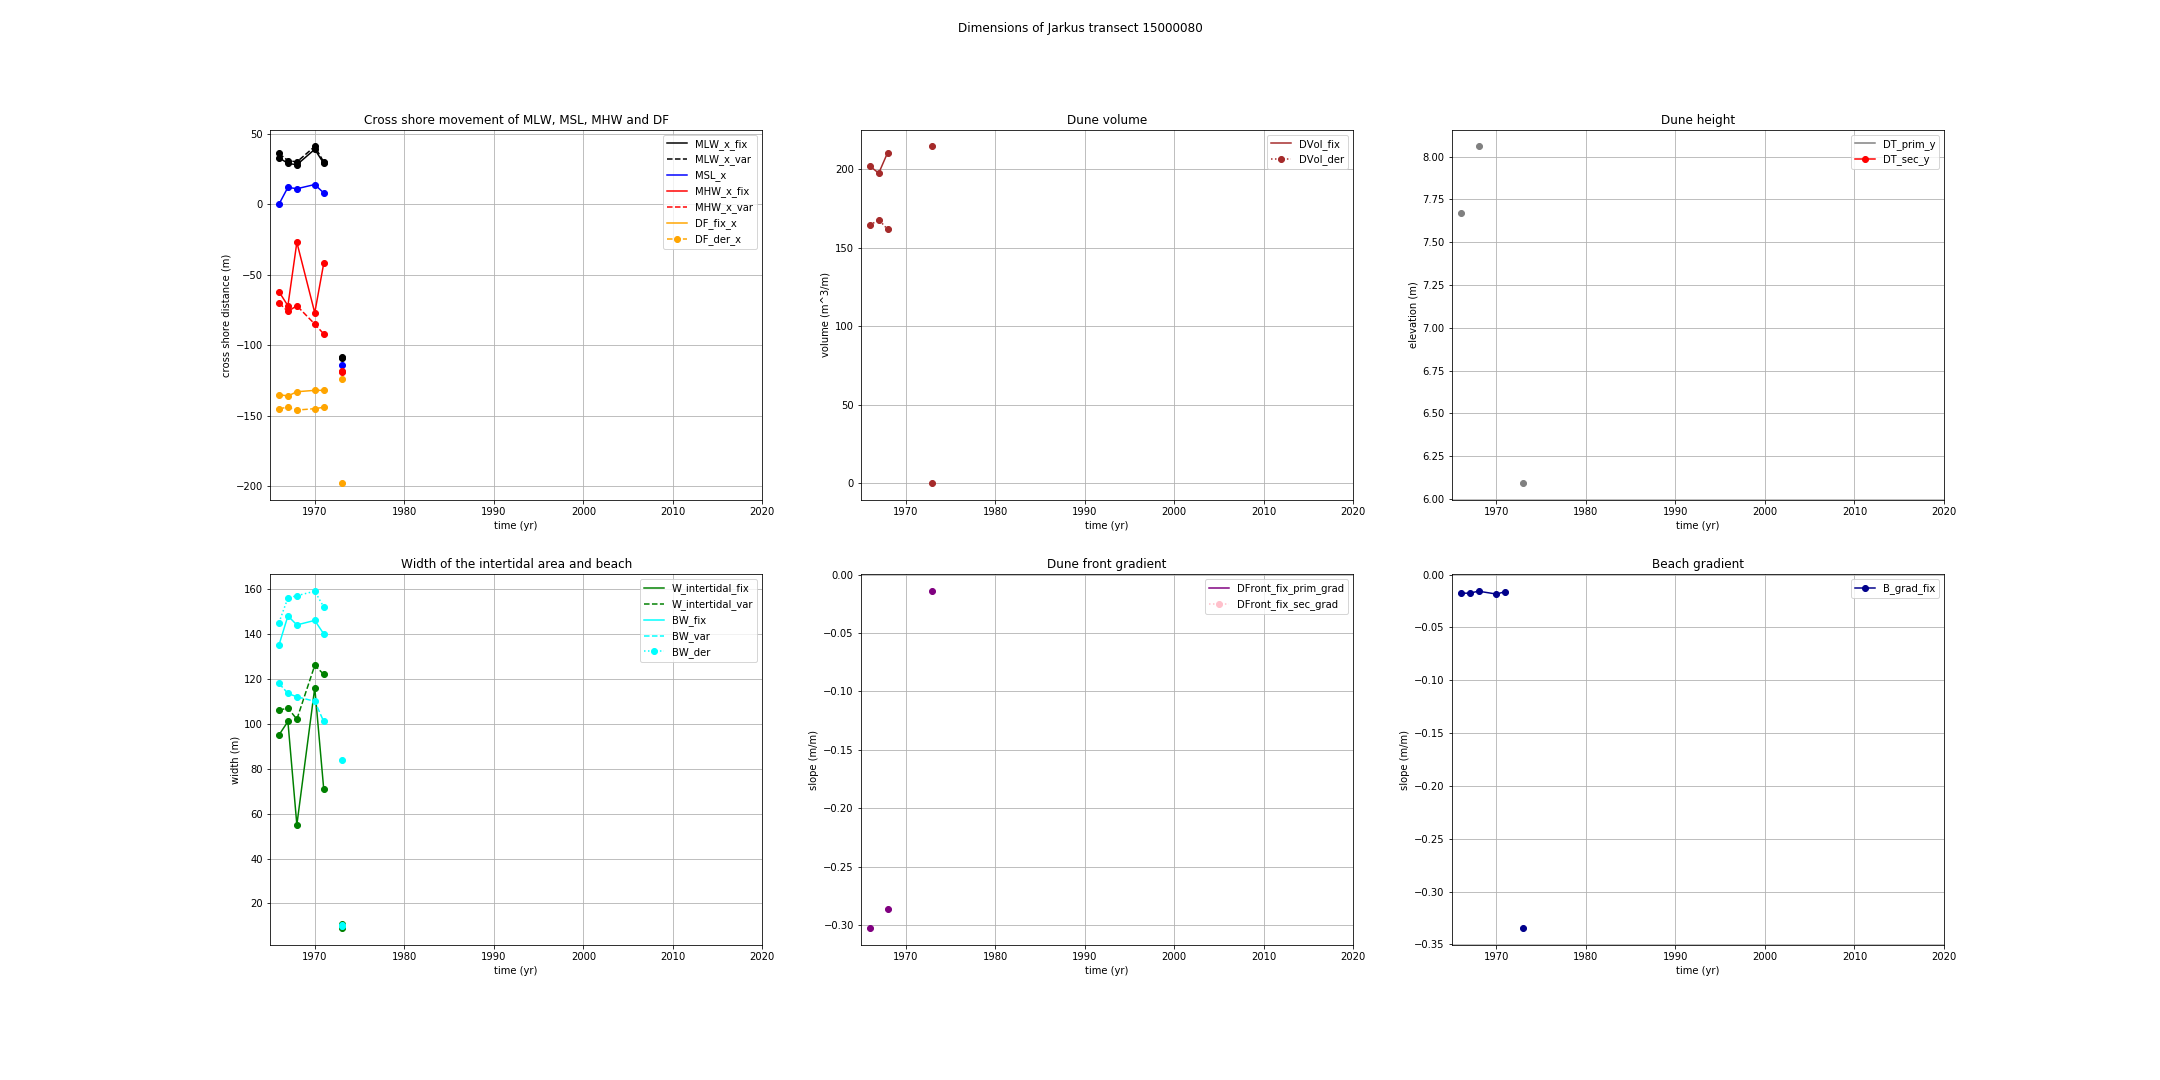 Dimensions of Jarkus transect 15000080
Cross shore movement of MLW, MSL, MHW and DF
50
0
−50
−100
−150
−200
cross shore distance (m)
1970 1980 1990 2000 2010 2020
time (yr)
MLW_x_fix
MLW_x_var
MSL_x
MHW_x_fix
MHW_x_var
DF_fix_x
DF_der_x
Dune volume
200
150
100
50
0
volume (m^3/m)
1970 1980 1990 2000 2010 2020
time (yr)
DVol_fix
DVol_der
Dune height
8.00
7.75
7.50
7.25
7.00
6.75
6.50
6.25
6.00
elevation (m)
1970 1980 1990 2000 2010 2020
time (yr)
DT_prim_y
DT_sec_y
Width of the intertidal area and beach
160
140
120
100
80
60
40
20
width (m)
1970 1980 1990 2000 2010 2020
time (yr)
W_intertidal_fix
W_intertidal_var
BW_fix
BW_var
BW_der
Dune front gradient
0.00
−0.05
−0.10
−0.15
−0.20
−0.25
−0.30
slope (m/m)
1970 1980 1990 2000 2010 2020
time (yr)
DFront_fix_prim_grad
DFront_fix_sec_grad
Beach gradient
0.00
−0.05
−0.10
−0.15
−0.20
−0.25
−0.30
−0.35
slope (m/m)
1970 1980 1990 2000 2010 2020
time (yr)
B_grad_fix